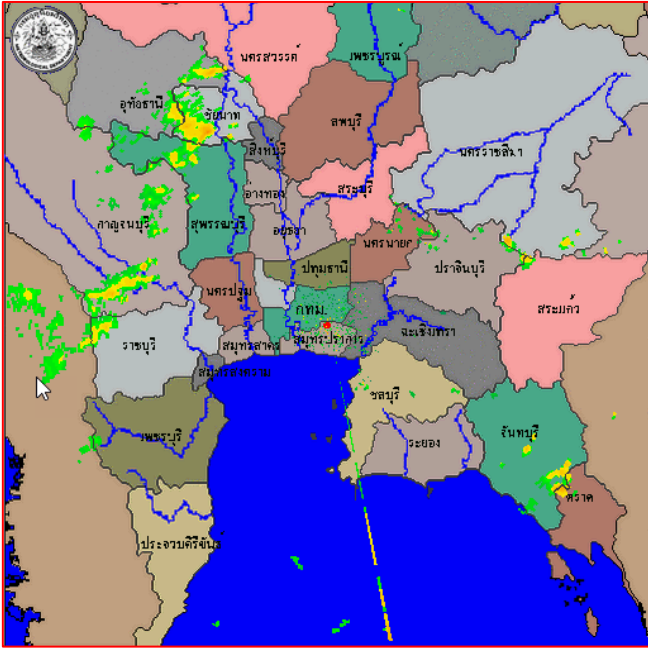 นครสวรรค์
เพชรบูรณ์
อุทัยธานี
ชัยนาท
ลพบุรี
สิงหบุรี
นครราชสีมา
สระบุรี
อ่างทอง
กาญจนบุรี
สุพรรณบุรี
อยุธยา
นครนายก
ปราจีนบุรี
ปทุมธานี
นครปฐม
กทม.
สระแก้ว
ราชบุรี
สมุทรสาคร
สมุทรปราการ
ฉะเชิงเทรา
สมุทรสงคราม
ชลบุรี
เพชรบุรี
ระยอง
จันทบุรี
ตราด
ประจวบคีรีขันธ์